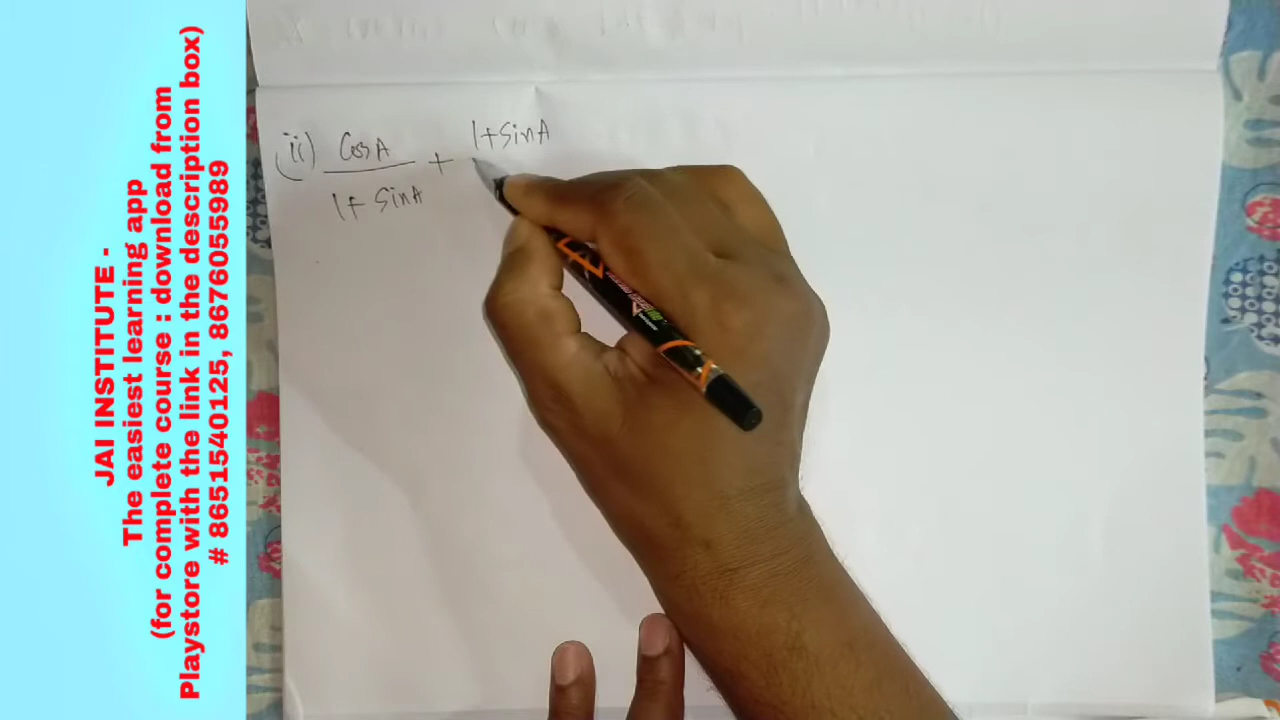 JAI INSTITUTE -
The easiest learning app
(for complete course : download from
Playstore with the link in the description box)
# 8651540125, 8676055989
(ii) CosA / 1+ SinA + 1+SinA